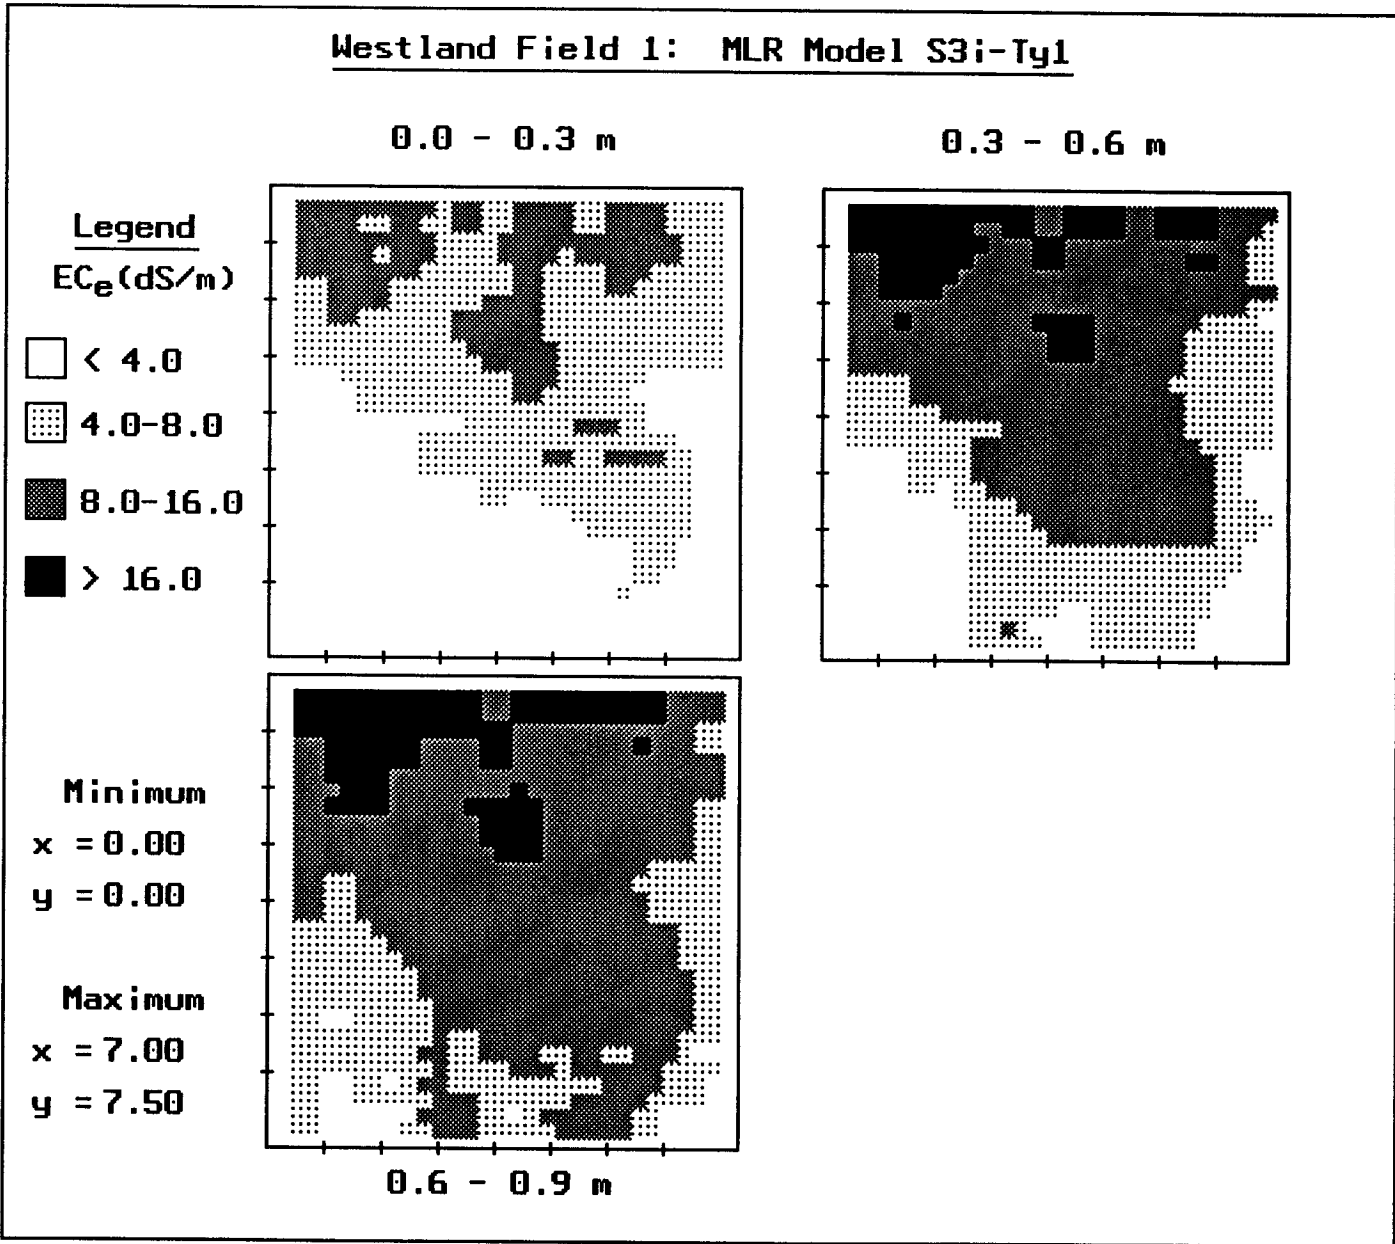 Westland Field 1: MLR Model S3i-Ty1
0.0 - 0.3 m
0.3 - 0.6 m
Legend
ECe(dS/m)
< 4.0
4.0-8.0
8.0-16.0
> 16.0
Minimum
x =0.00
y =0.00
Maximum
x =7.00
y =7.50
0.6 - 0.9 m